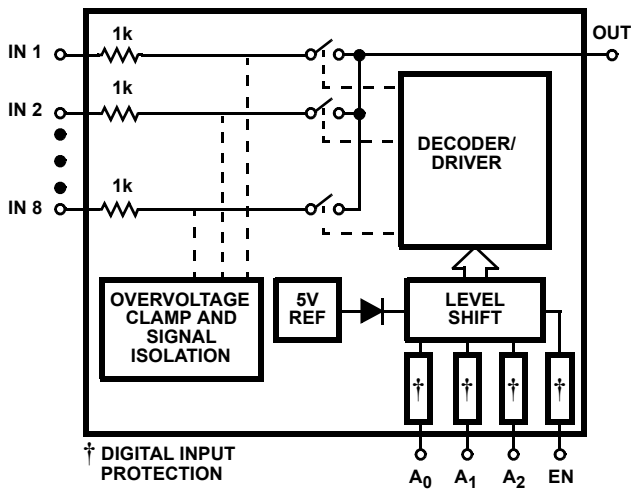 1k
OUT
IN 1
1k
IN 2
DECODER/
DRIVER
1k
IN 8
OVERVOLTAGE
CLAMP AND
SIGNAL
ISOLATION
5V
REF
LEVEL
SHIFT
† † † †
† DIGITAL INPUT
PROTECTION
A0 A1 A2 EN